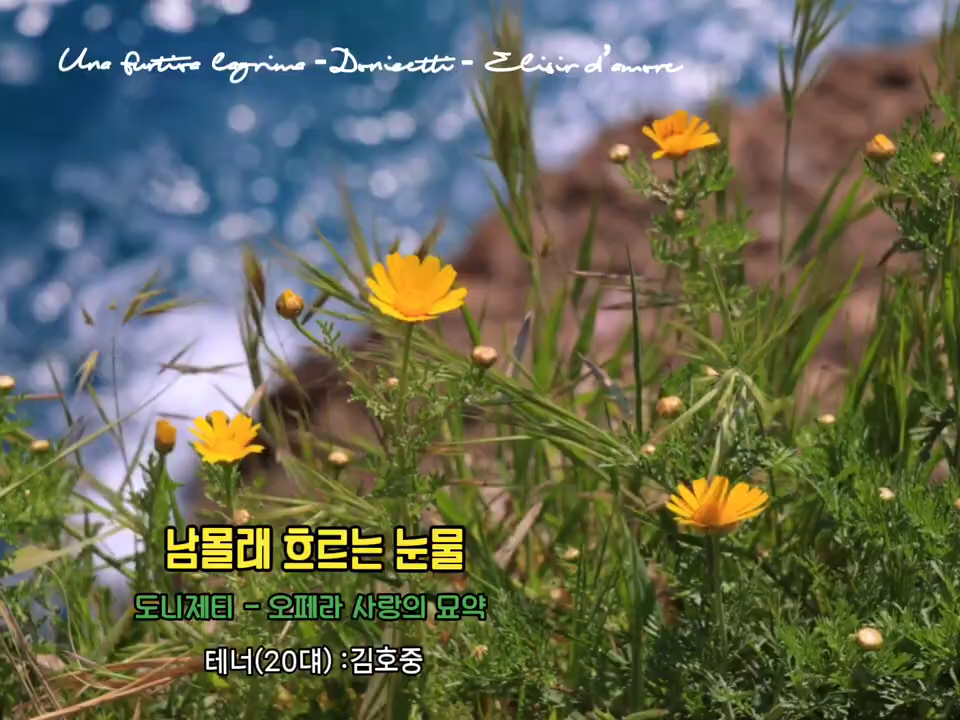 Una furtiva lagrima - Donizetti - Elisir d'amore
남몰래 흐르는 눈물
도니제티 - 오페라 사랑의 묘약
테너(20대) :김호중